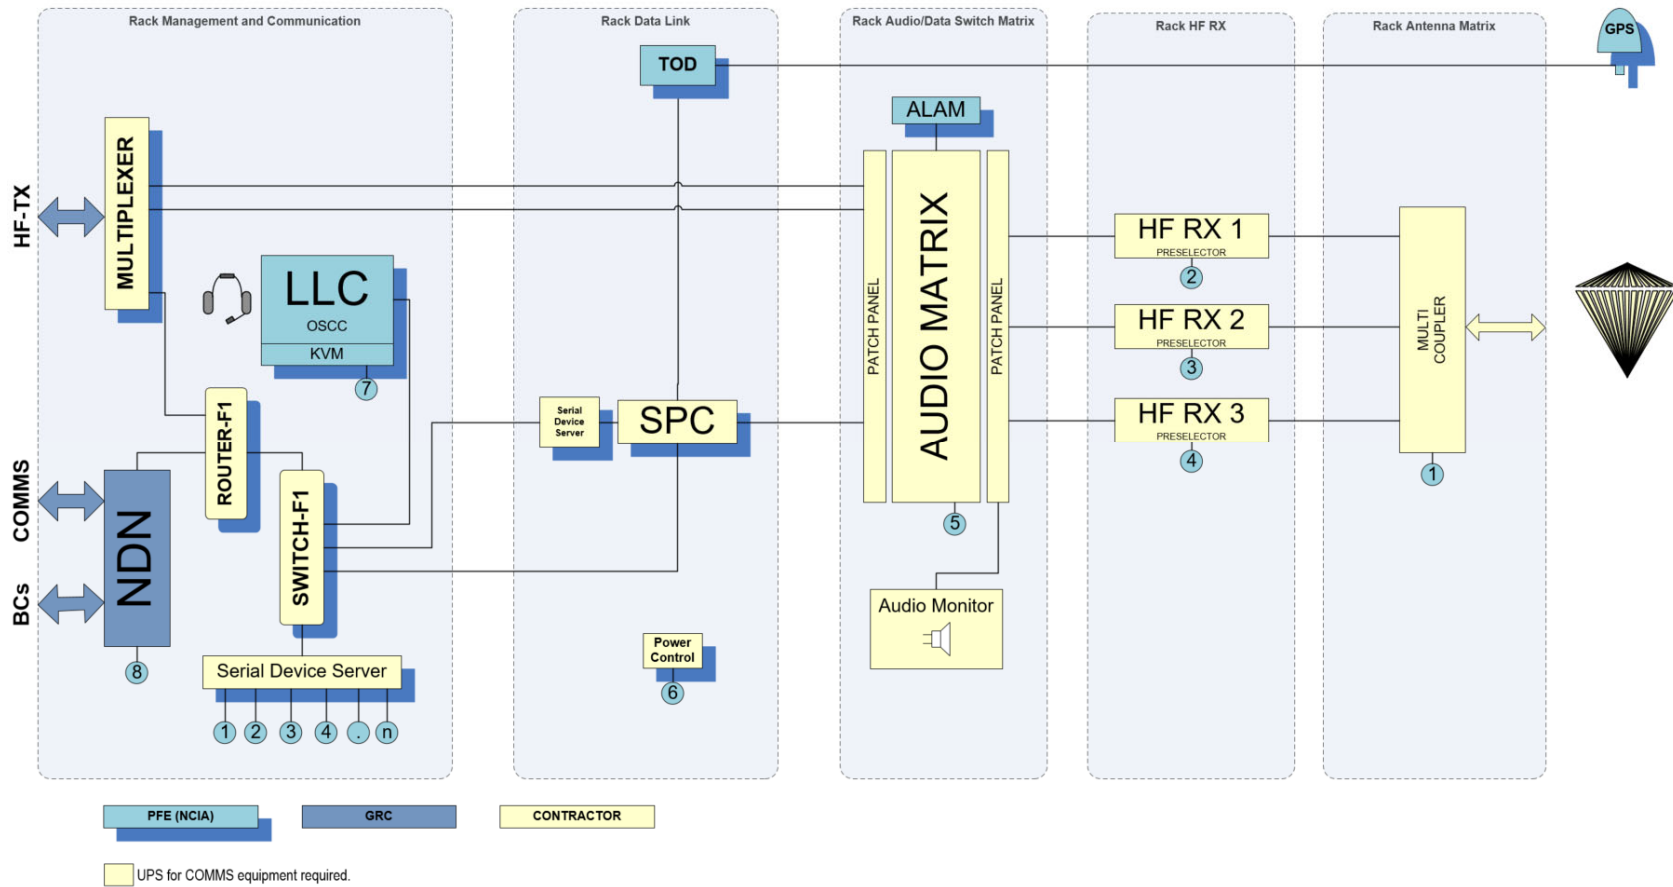 Rack Management and Communication
Rack Data Link
Rack Audio/Data Switch Matrix
Rack HF RX
Rack Antenna Matrix
GPS
TOD
ALAM
HF-TX
MULTIPLEXER
LLC
OSCC
KVM
7
PATCH PANEL
AUDIO MATRIX
PATCH PANEL
5
HF RX 1
PRESELECTOR
2
HF RX 2
PRESELECTOR
3
HF RX 3
PRESELECTOR
4
MULTI
COUPLER
1
ROUTER-F1
Serial
Device
Server
SPC
COMMS
BCs
NDN
8
SWITCH-F1
Audio Monitor
Power
Control
6
Serial Device Server
1 2 3 4 . n
PFE (NCIA)
GRC
CONTRACTOR
UPS for COMMS equipment required.